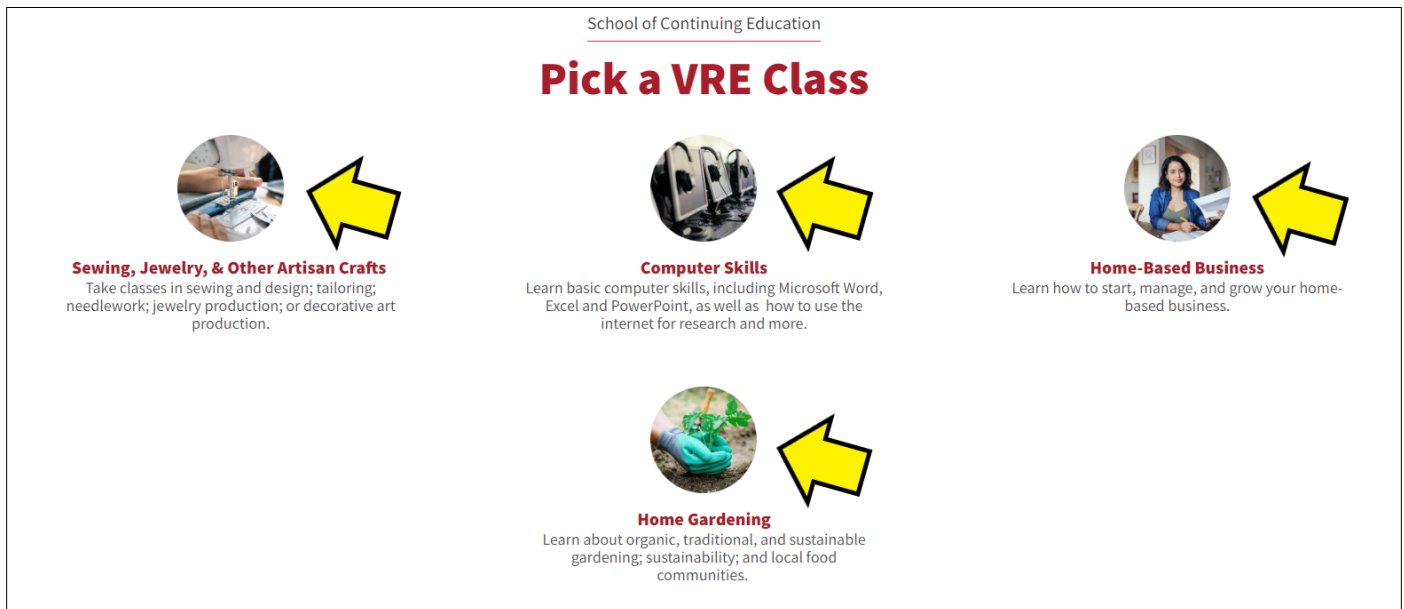 School of Continuing Education
Pick a VRE Class
Sewing, Jewelry, & Other Artisan Crafts
Take classes in sewing and design; tailoring;
needlework; jewelry production; or decorative art
production.
Computer Skills
Learn basic computer skills, including Microsoft Word,
Excel and PowerPoint, as well as  how to use the
internet for research and more.
Home-Based Business
Learn how to start, manage, and grow your home-
based business.
Home Gardening
Learn about organic, traditional, and sustainable
gardening; sustainability; and local food
communities.